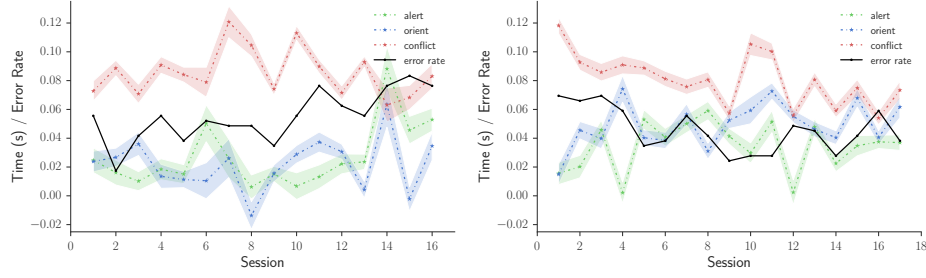 0.12
0.10
0.08
0.06
0.04
0.02
0.00
−0.02
Time (s) / Error Rate
0 2 4 6 8 10 12 14 16
Session
alert
orient
conflict
error rate
0.12
0.10
0.08
0.06
0.04
0.02
0.00
−0.02
Time (s) / Error Rate
0 2 4 6 8 10 12 14 16 18
Session
alert
orient
conflict
error rate